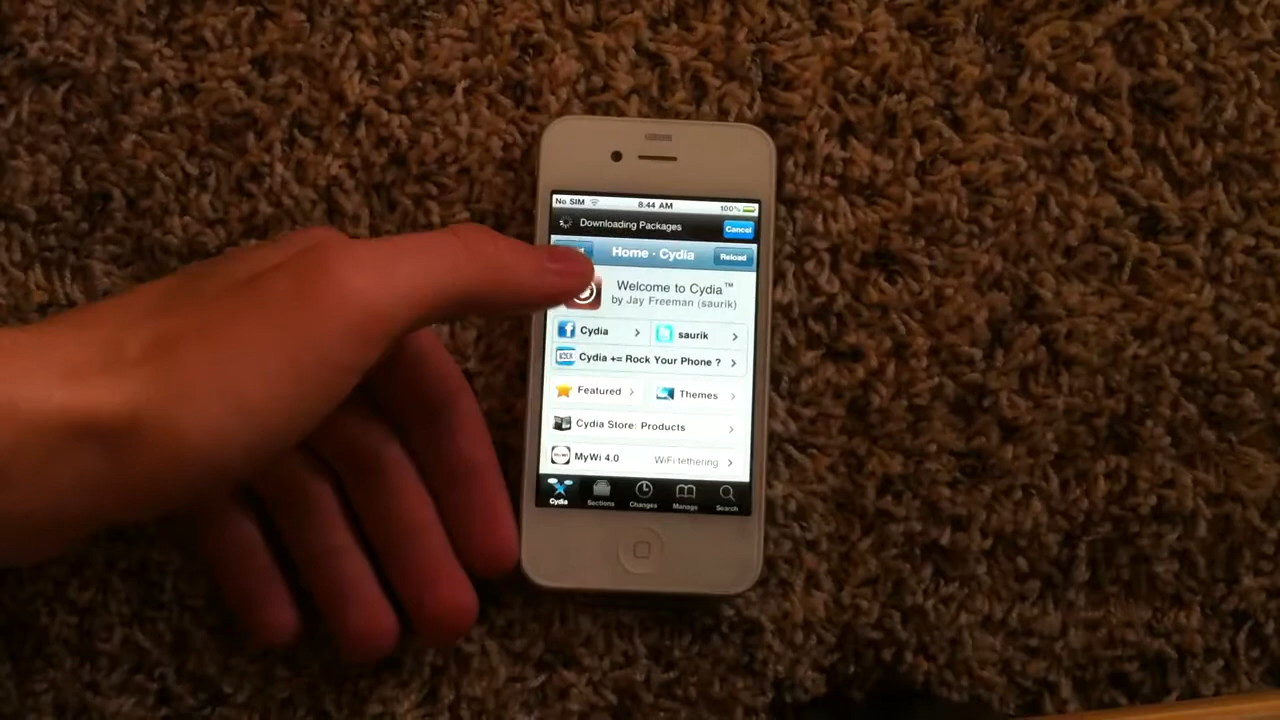 No SIM 8:44 AM 100%
Downloading Packages Cancel
Home · Cydia Reload
Welcome to Cydia™
by Jay Freeman (saurik)
Cydia saurik
Cydia += Rock Your Phone ?
Featured Themes
Cydia Store: Products
MyWi 4.0 WiFi tethering
Cydia Sections Changes Manage Search